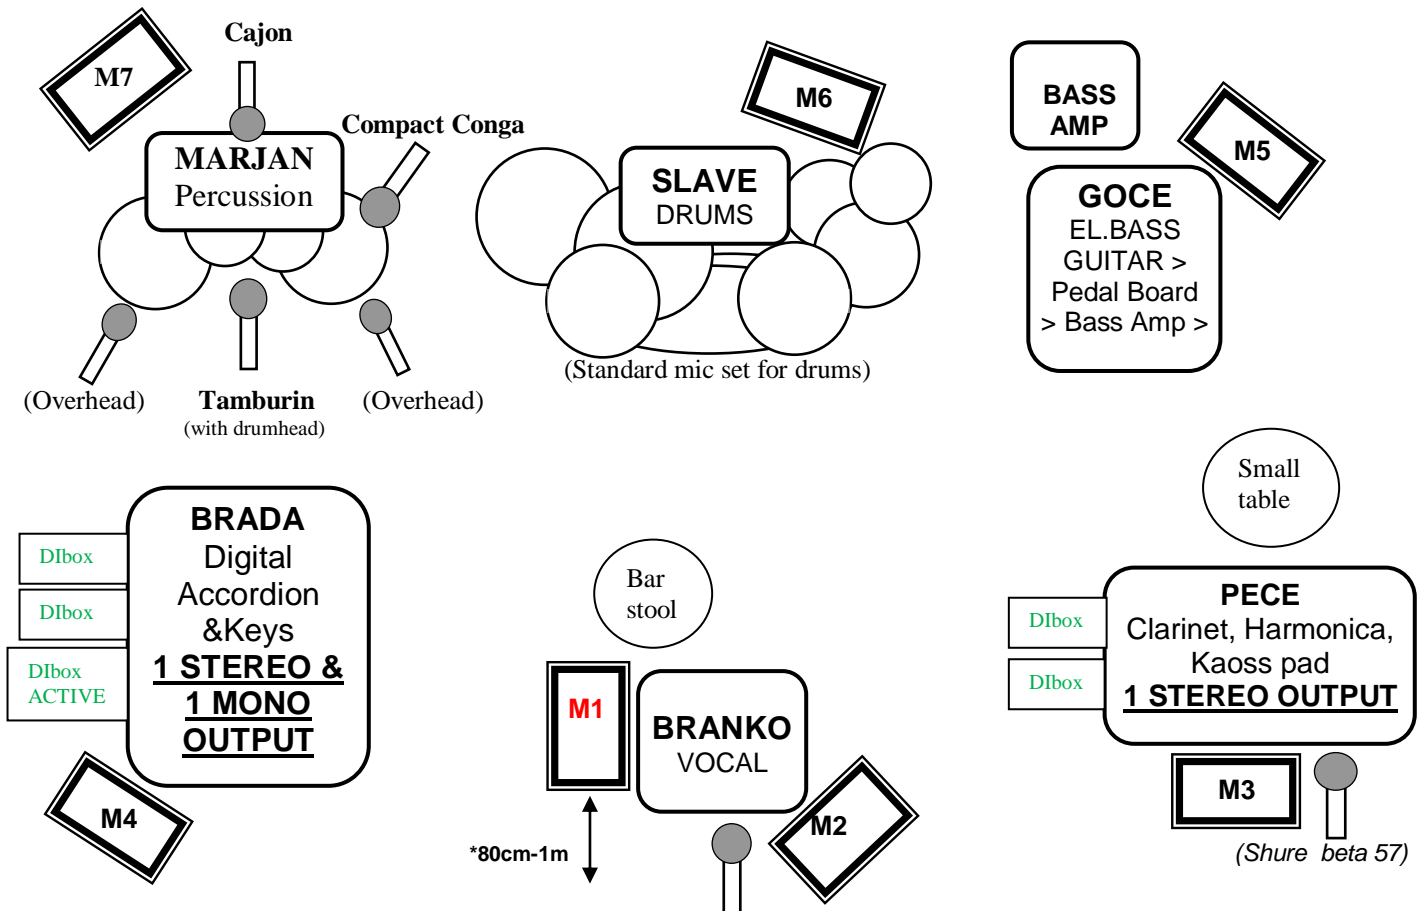 Cajon
M7
Compact Conga
MARJAN
Percussion
(Overhead)
Tamburin
(with drumhead)
(Overhead)
M6
SLAVE
DRUMS
(Standard mic set for drums)
BASS
AMP
M5
GOCE
EL.BASS
GUITAR >
Pedal Board
> Bass Amp >
BRADA
Digital
Accordion
&Keys
1 STEREO &
1 MONO
OUTPUT
DIbox
DIbox
DIbox
ACTIVE
M4
Bar
stool
M1
BRANKO
VOCAL
M2
*80cm-1m
Small
table
PECE
Clarinet, Harmonica,
Kaoss pad
1 STEREO OUTPUT
DIbox
DIbox
M3
(Shure beta 57)